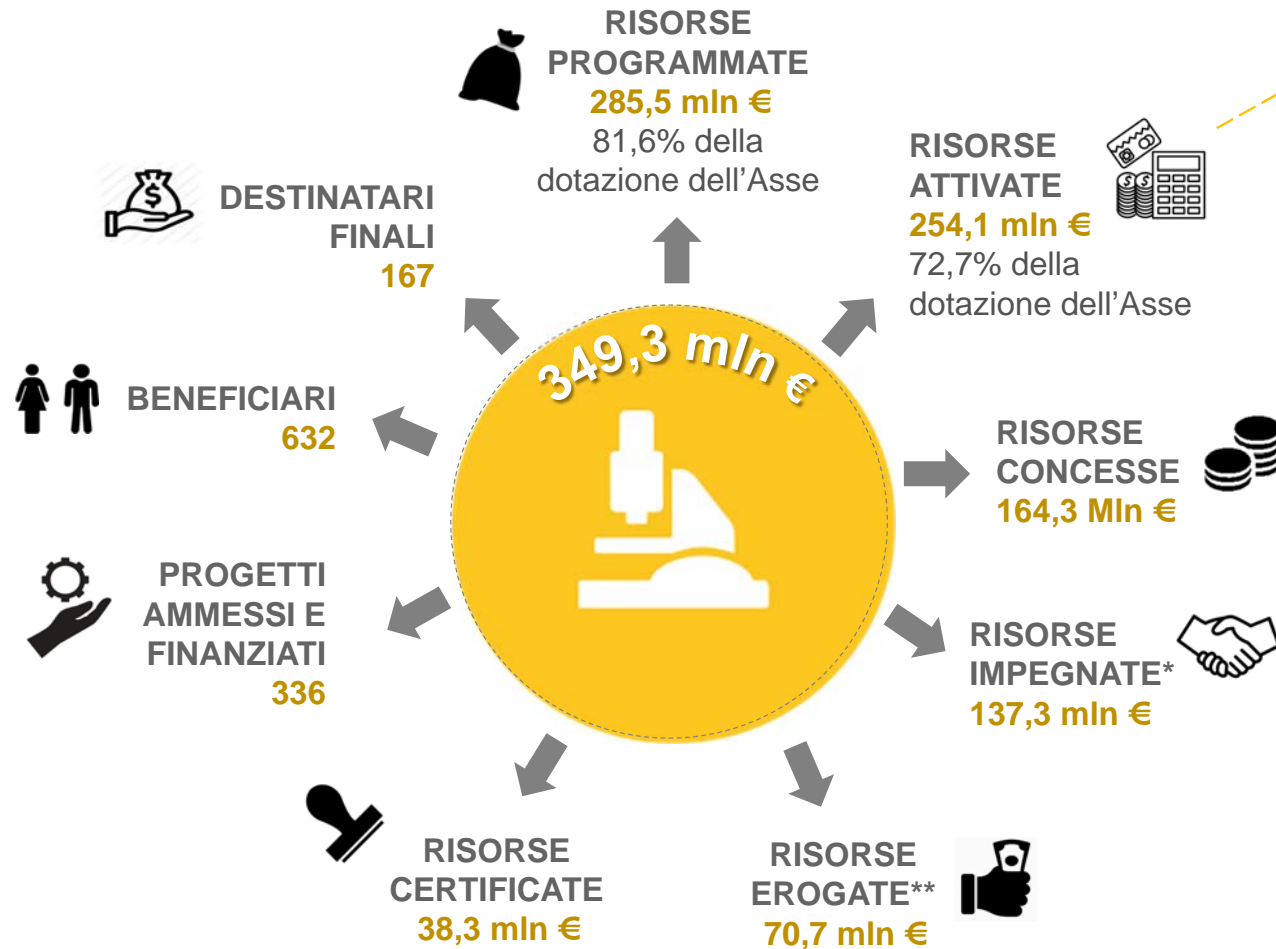 RISORSE
PROGRAMMATE
285,5 mln €
81,6% della
dotazione dell'Asse
RISORSE
ATTIVATE
254,1 mln €
72,7% della
dotazione dell'Asse
DESTINATARI
FINALI
167
349,3 mln €
BENEFICIARI
632
RISORSE
CONCESSE
164,3 Mln €
PROGETTI
AMMESSI E
FINANZIATI
336
RISORSE
IMPEGNATE*
137,3 mln €
RISORSE
CERTIFICATE
38,3 mln €
RISORSE
EROGATE**
70,7 mln €